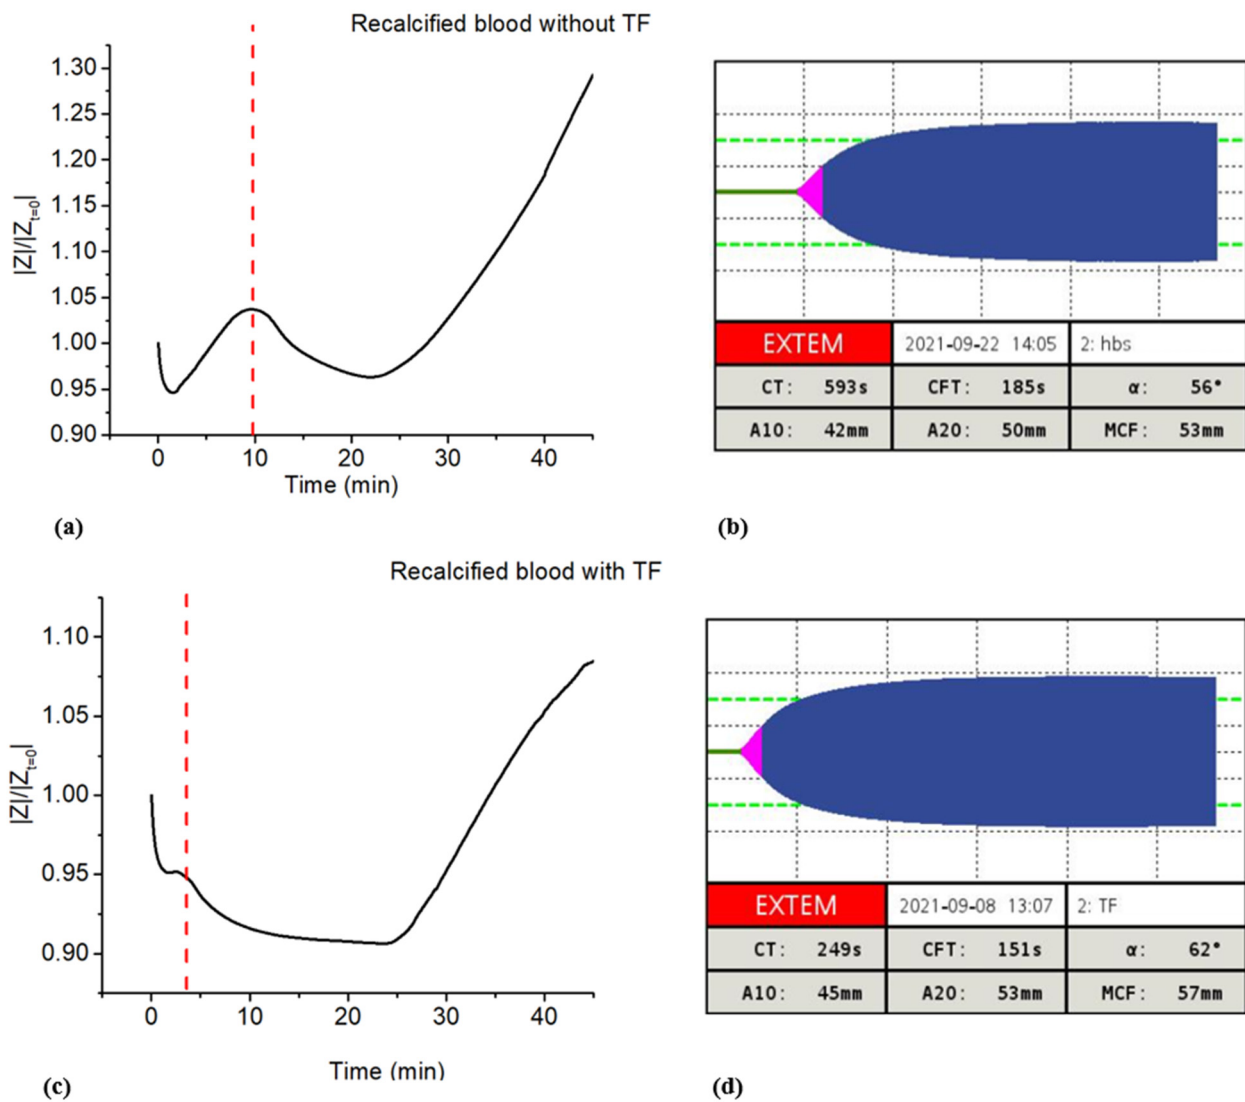 Recalcified blood without TF
1.30
1.25
1.20
1.15
1.10
1.05
1.00
0.95
0.90
|Z|/|Zt=0|
0 10 20 30 40
Time (min)
(a)
EXTEM 2021-09-22 14:05 2: hbs
CT: 593s CFT: 185s α: 56°
A10: 42mm A20: 50mm MCF: 53mm
(b)
Recalcified blood with TF
1.10
1.05
1.00
0.95
0.90
|Z|/|Zt=0|
0 10 20 30 40
Time (min)
(c)
EXTEM 2021-09-08 13:07 2: TF
CT: 249s CFT: 151s α: 62°
A10: 45mm A20: 53mm MCF: 57mm
(d)